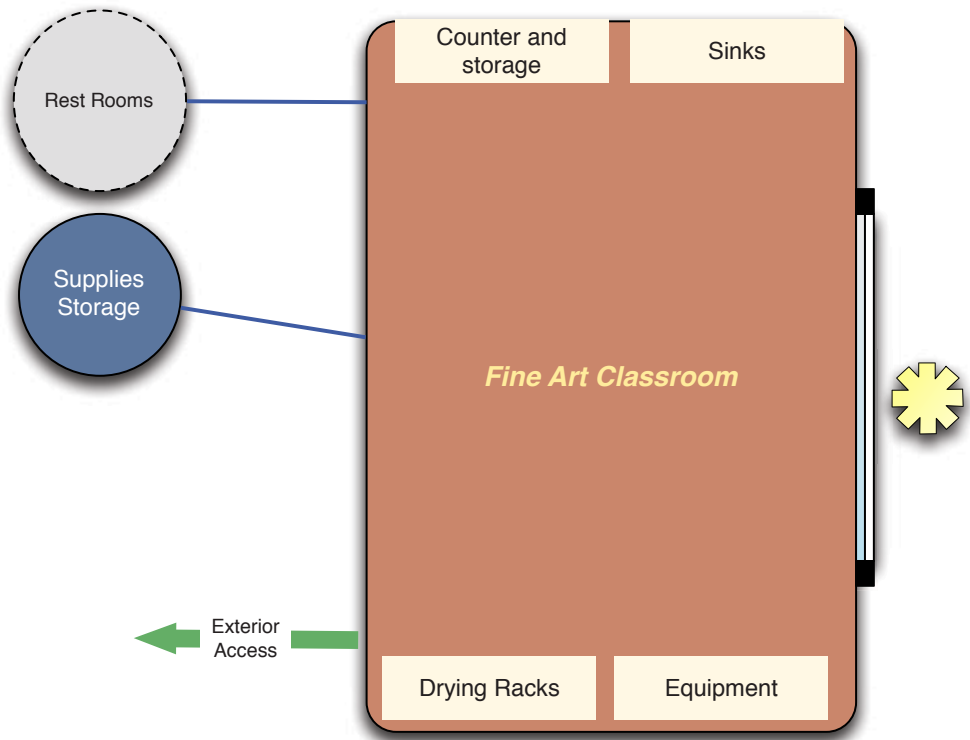 Counter and
storage
Sinks
Rest Rooms
Supplies
Storage
Fine Art Classroom
Exterior
Access
Drying Racks
Equipment